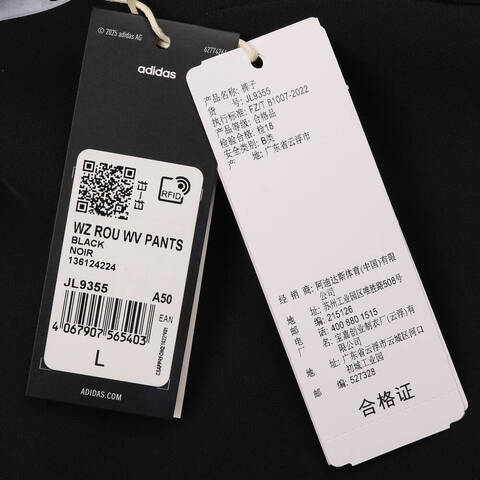 © 2025 adidas AG
adidas
RFID
WZ ROU WV PANTS
BLACK
NOIR
136124224
JL9355
A50
EAN
4 067907 565403
L
ADIDAS.COM
产品名称: 裤子
货 号: JL9355
执行标准: FZ/T 81007-2022
产品等级: 合格品
检验合格: 检18
安全类别: B类
产 地: 广东省云浮市
经 销 商: 阿迪达斯体育(中国)有限
公司
地 址: 苏州工业园区唯胜路508号
邮 编: 215126
电 话: 400 880 1515
厂 名: 宝嘉创业制衣厂(云浮)有
限公司
地 址: 广东省云浮市云城区河口
初城工业园
邮 编: 527328
合格证